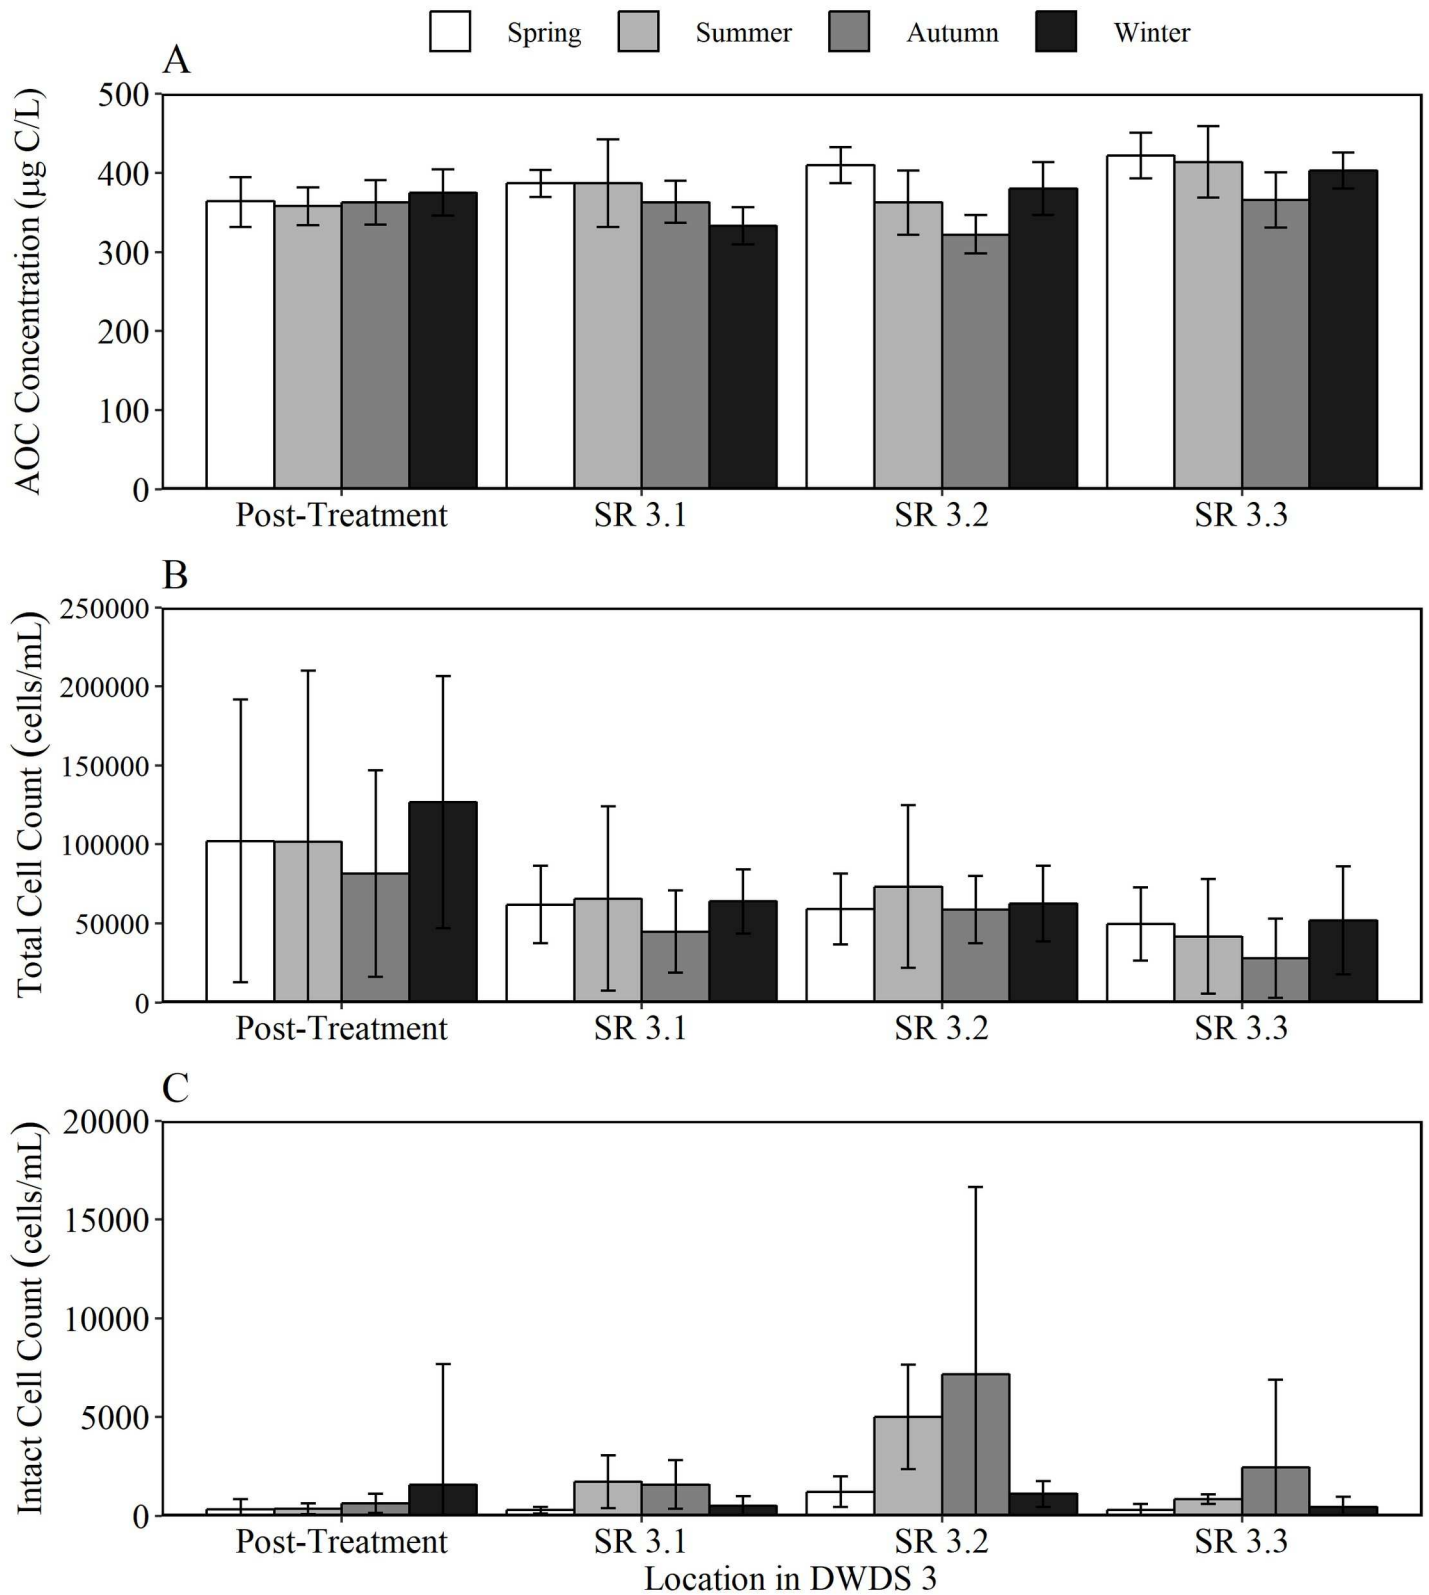 Spring Summer Autumn Winter
A
AOC Concentration (µg C/L)
500
400
300
200
100
0
Post-Treatment SR 3.1 SR 3.2 SR 3.3
B
Total Cell Count (cells/mL)
250000
200000
150000
100000
50000
0
Post-Treatment SR 3.1 SR 3.2 SR 3.3
C
Intact Cell Count (cells/mL)
20000
15000
10000
5000
0
Post-Treatment SR 3.1 SR 3.2 SR 3.3
Location in DWDS 3